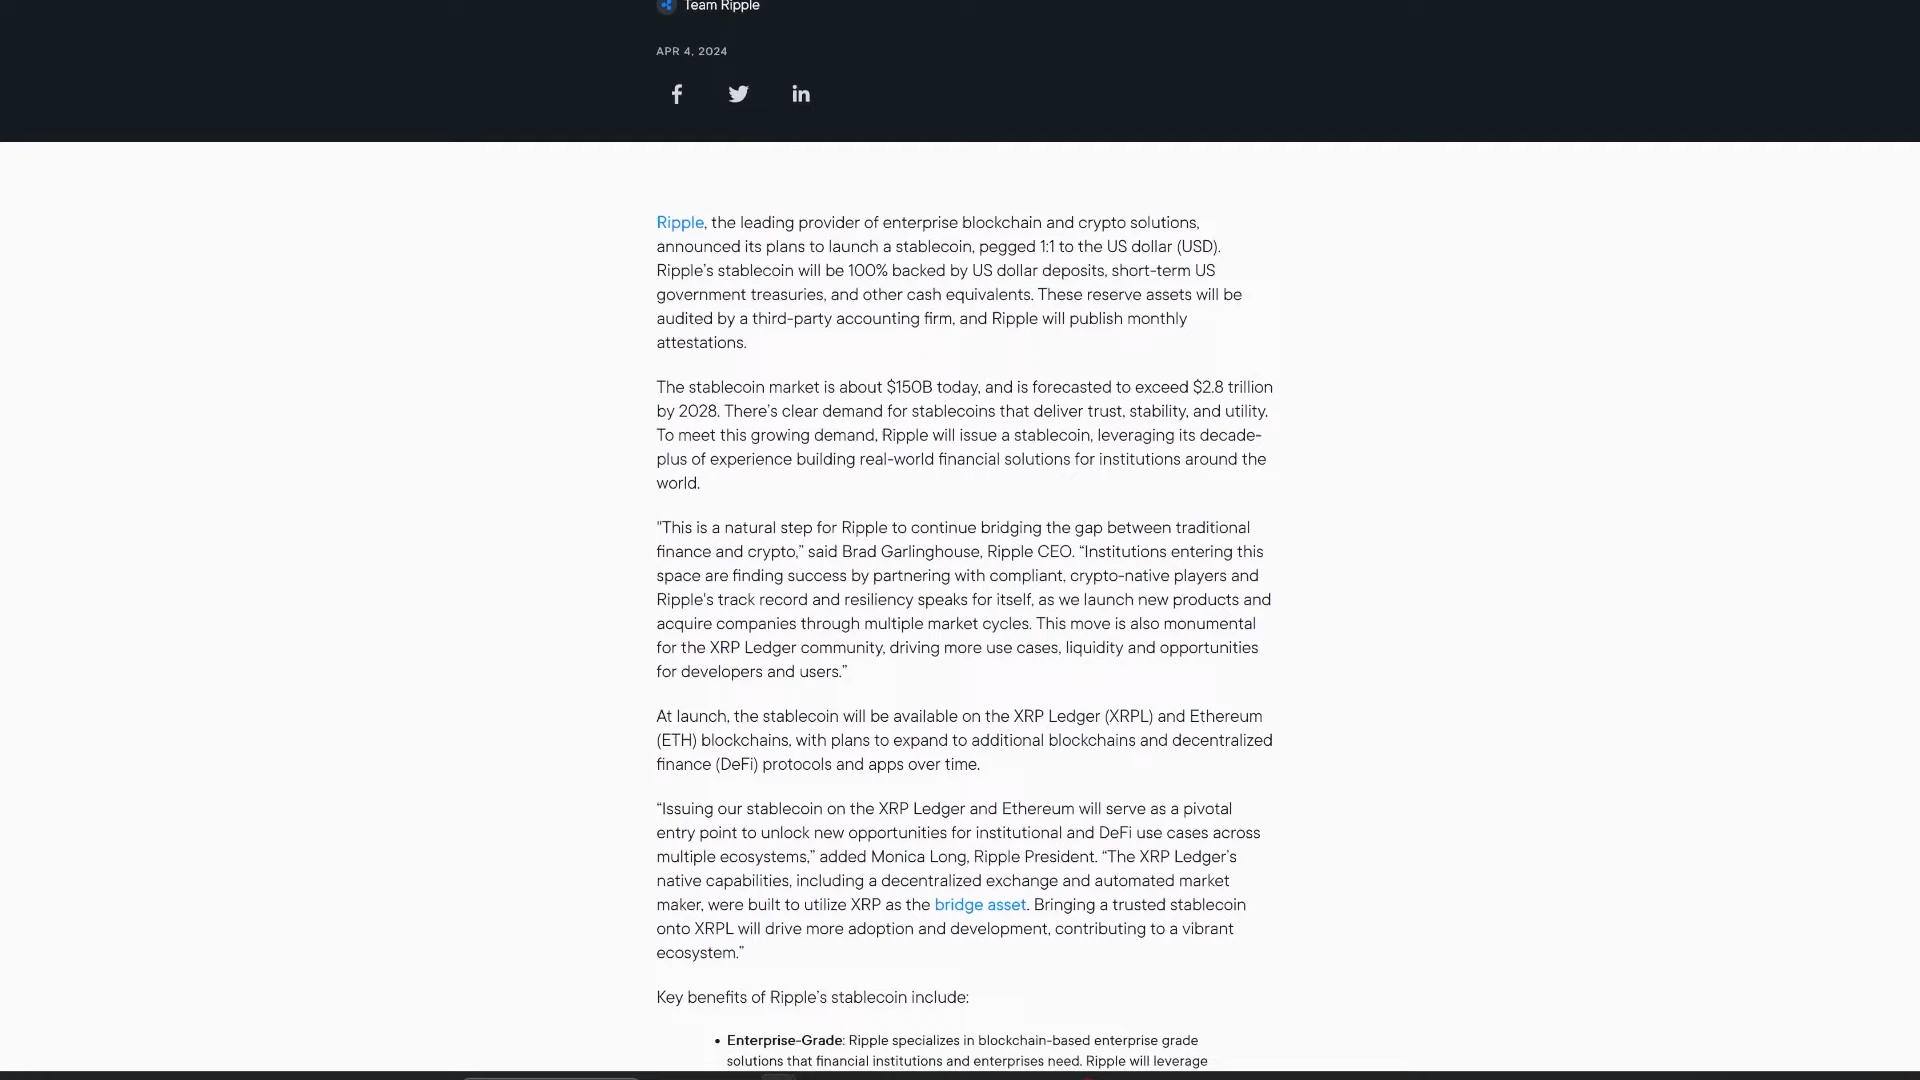 Team Ripple
APR 4, 2024
Ripple, the leading provider of enterprise blockchain and crypto solutions,
announced its plans to launch a stablecoin, pegged 1:1 to the US dollar (USD).
Ripple’s stablecoin will be 100% backed by US dollar deposits, short-term US
government treasuries, and other cash equivalents. These reserve assets will be
audited by a third-party accounting firm, and Ripple will publish monthly
attestations.
The stablecoin market is about $150B today, and is forecasted to exceed $2.8 trillion
by 2028. There’s clear demand for stablecoins that deliver trust, stability, and utility.
To meet this growing demand, Ripple will issue a stablecoin, leveraging its decade-
plus of experience building real-world financial solutions for institutions around the
world.
"This is a natural step for Ripple to continue bridging the gap between traditional
finance and crypto,” said Brad Garlinghouse, Ripple CEO. “Institutions entering this
space are finding success by partnering with compliant, crypto-native players and
Ripple's track record and resiliency speaks for itself, as we launch new products and
acquire companies through multiple market cycles. This move is also monumental
for the XRP Ledger community, driving more use cases, liquidity and opportunities
for developers and users.”
At launch, the stablecoin will be available on the XRP Ledger (XRPL) and Ethereum
(ETH) blockchains, with plans to expand to additional blockchains and decentralized
finance (DeFi) protocols and apps over time.
“Issuing our stablecoin on the XRP Ledger and Ethereum will serve as a pivotal
entry point to unlock new opportunities for institutional and DeFi use cases across
multiple ecosystems,” added Monica Long, Ripple President. “The XRP Ledger’s
native capabilities, including a decentralized exchange and automated market
maker, were built to utilize XRP as the bridge asset. Bringing a trusted stablecoin
onto XRPL will drive more adoption and development, contributing to a vibrant
ecosystem.”
Key benefits of Ripple’s stablecoin include:
• Enterprise-Grade: Ripple specializes in blockchain-based enterprise grade
solutions that financial institutions and enterprises need. Ripple will leverage